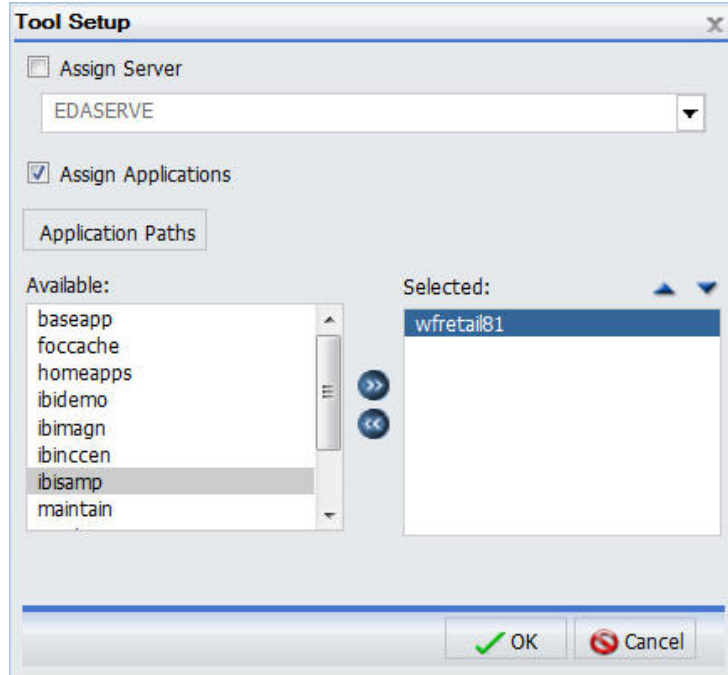 Tool Setup
Assign Server
EDASERVE
Assign Applications
Application Paths
Available:
baseapp
foccache
homeapps
ibidemo
ibimagn
ibinccen
ibisamp
maintain
Selected:
wfretail81
OK
Cancel